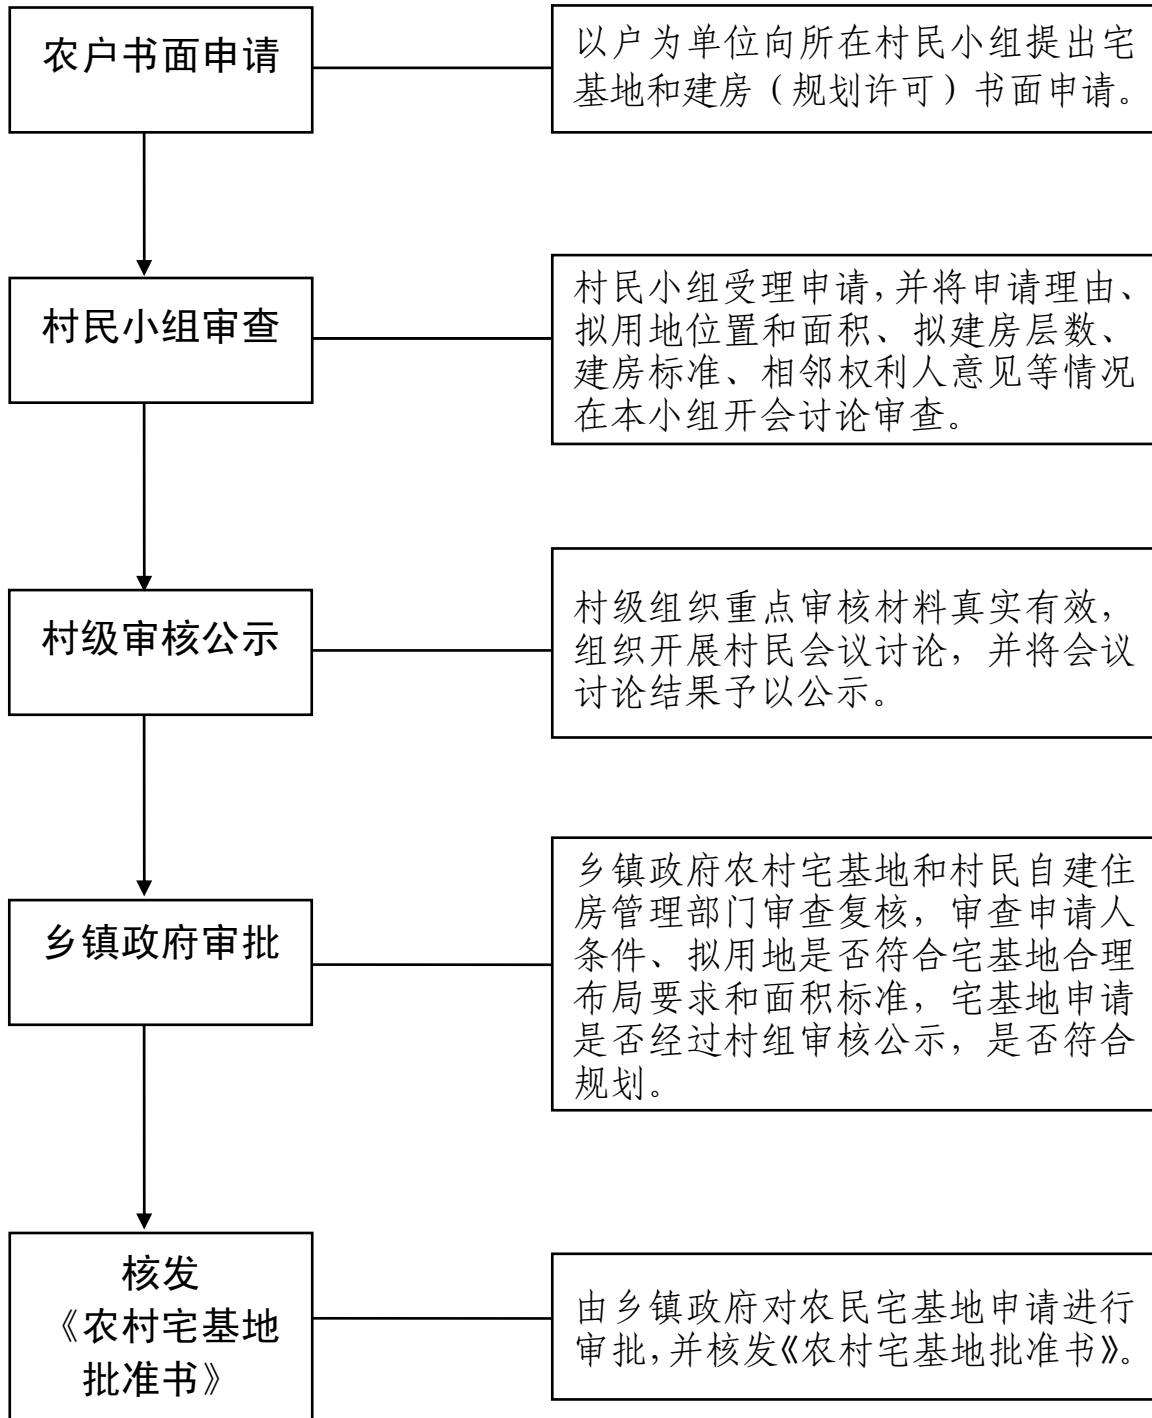 农户书面申请
以户为单位向所在村民小组提出宅
基地和建房（规划许可）书面申请。
村民小组审查
村民小组受理申请，并将申请理由、
拟用地位置和面积、拟建房层数、
建房标准、相邻权利人意见等情况
在本小组开会讨论审查。
村级审核公示
村级组织重点审核材料真实有效，
组织开展村民会议讨论，并将会议
讨论结果予以公示。
乡镇政府审批
乡镇政府农村宅基地和村民自建住
房管理部门审查复核，审查申请人
条件、拟用地是否符合宅基地合理
布局要求和面积标准，宅基地申请
是否经过村组审核公示，是否符合
规划。
核发
《农村宅基地
批准书》
由乡镇政府对农民宅基地申请进行
审批，并核发《农村宅基地批准书》。